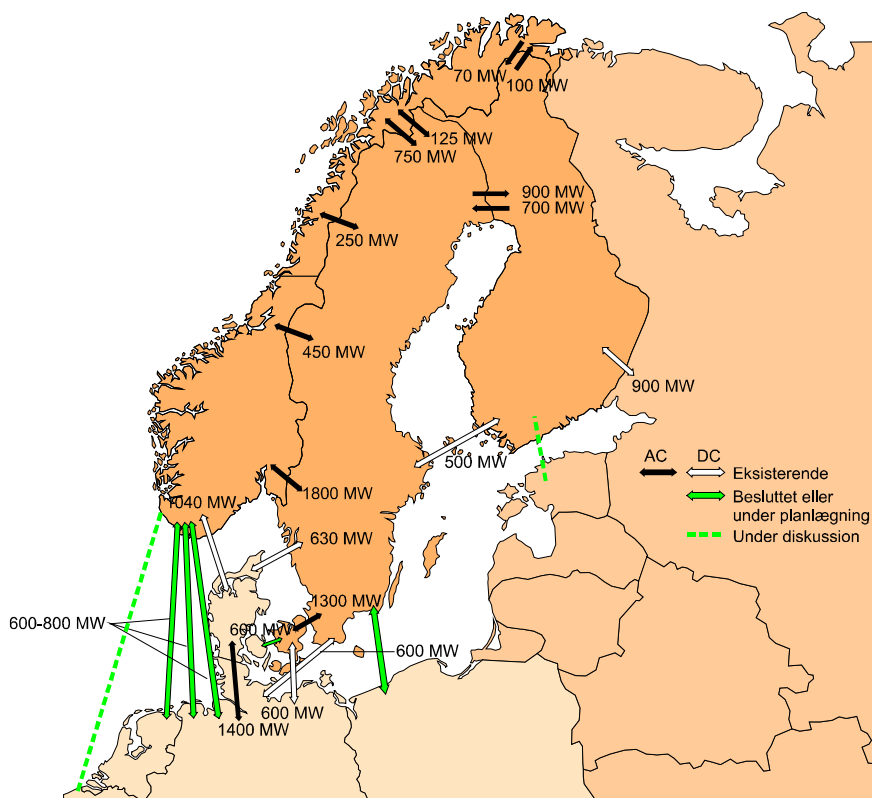 70 MW
100 MW
125 MW
750 MW
900 MW
700 MW
250 MW
450 MW
900 MW
500 MW
AC DC
Eksisterende
Besluttet eller
under planlægning
Under diskussion
1800 MW
1040 MW
630 MW
1300 MW
600-800 MW
600 MW
600 MW
600 MW
1400 MW